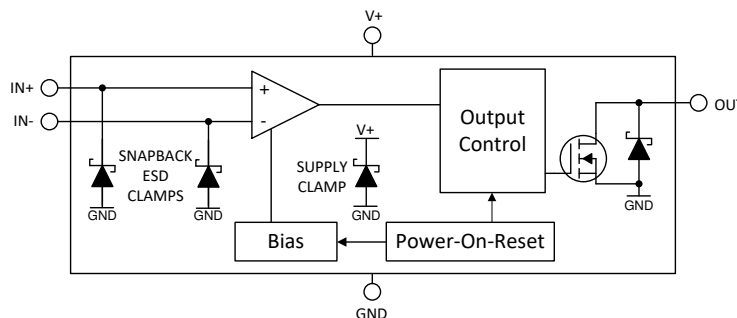 V+
IN+
IN-
+
-
SNAPBACK
ESD
CLAMPS
GND
GND
V+
SUPPLY
CLAMP
GND
Output
Control
OUT
GND
Bias
Power-On-Reset
GND